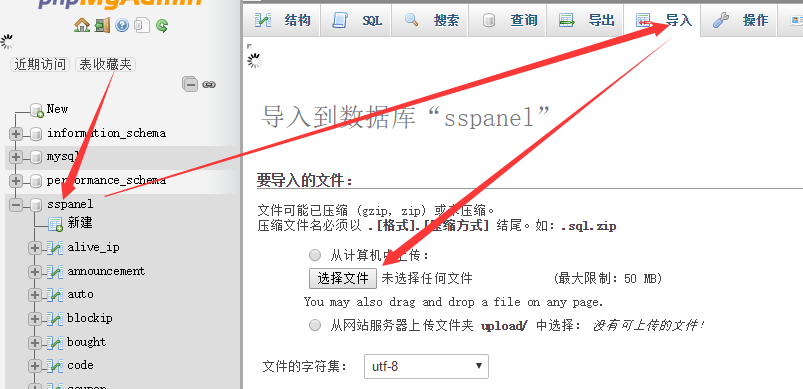 phpMyAdmin
近期访问 表收藏夹
New
information_schema
mysql
performance_schema
sspanel
新建
alive_ip
announcement
auto
blockip
bought
code
coupon
结构 SQL 搜索 查询 导出 导入 操作
导入到数据库“sspanel”
要导入的文件:
文件可能已压缩 (gzip, zip) 或未压缩。
压缩文件名必须以 .[格式].[压缩方式] 结尾。如: .sql.zip
从计算机中上传:
选择文件 未选择任何文件 (最大限制: 50 MB)
You may also drag and drop a file on any page.
从网站服务器上传文件夹 upload/ 中选择: 没有可上传的文件!
文件的字符集: utf-8